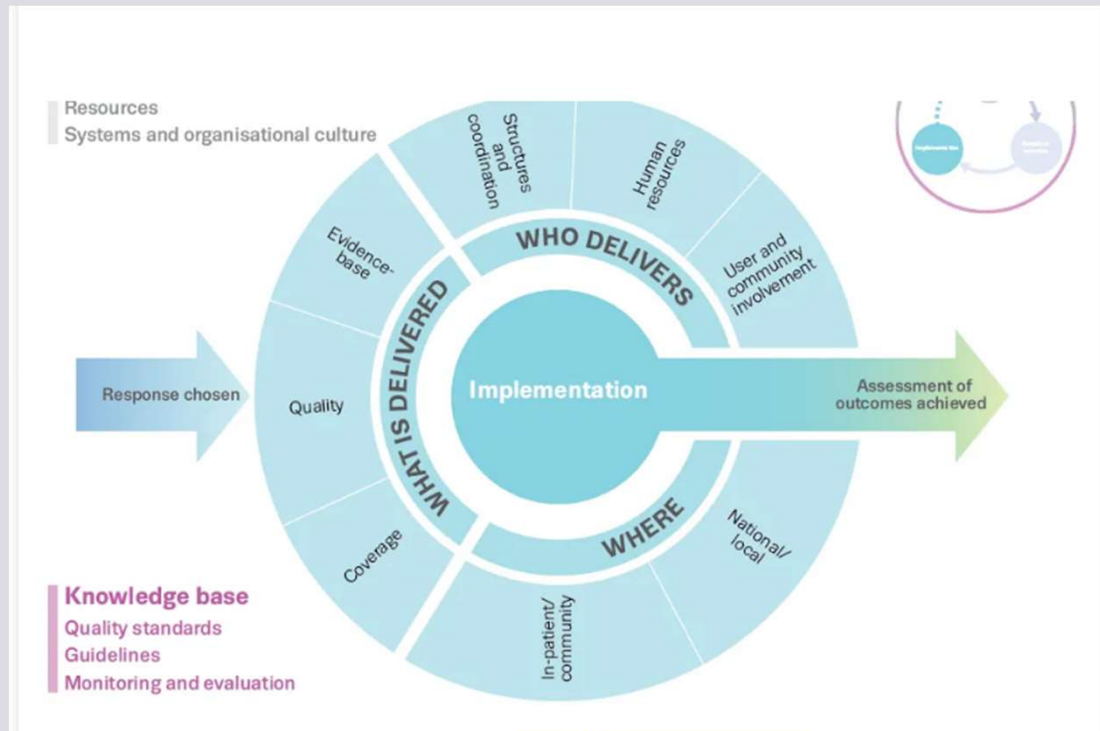 Resources
Systems and organisational culture
Structures
and
coordination
Human
resources
User and
community
involvement
Evidence-
base
Quality
Coverage
WHO DELIVERS
WHAT IS DELIVERED
WHERE
Response chosen
Implementation
Assessment of
outcomes achieved
National/
local
In-patient/
community
Knowledge base
Quality standards
Guidelines
Monitoring and evaluation